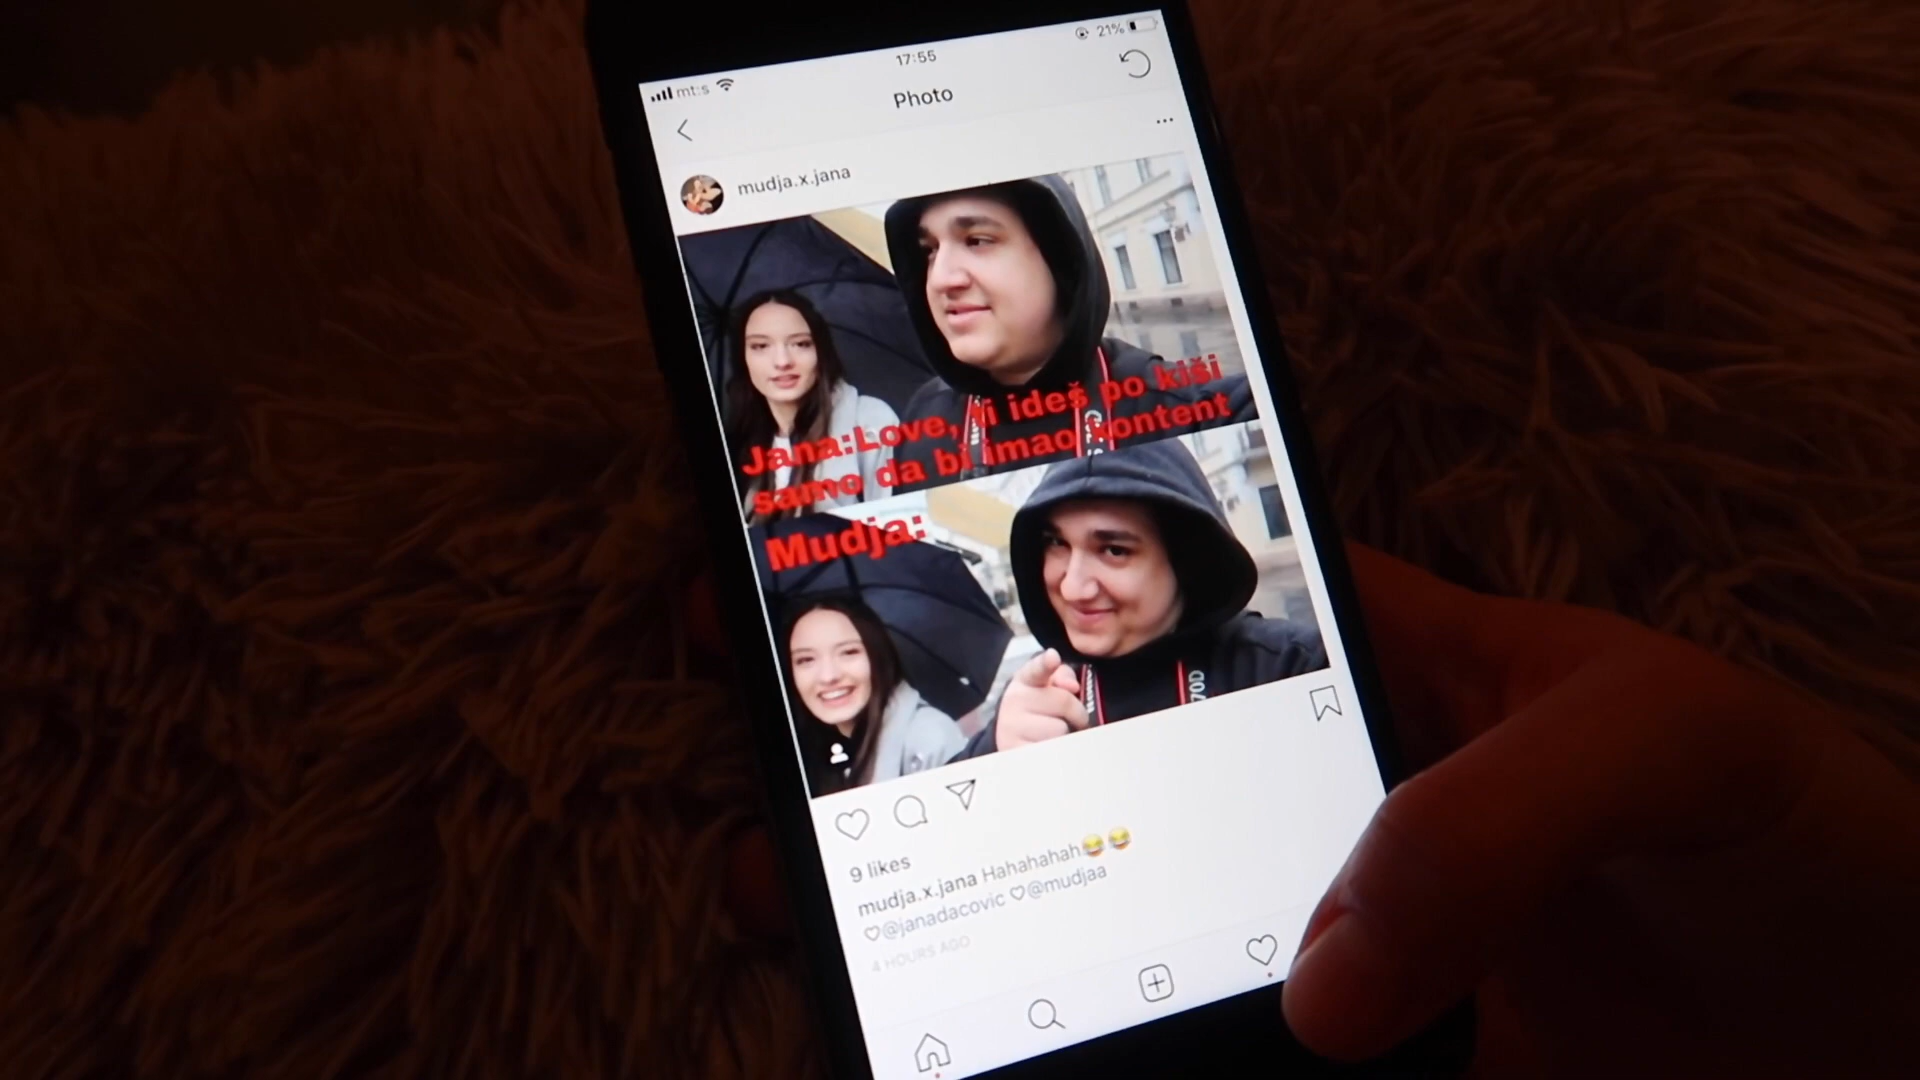 17:55
21%
mt:s
Photo
mudja.x.jana
Jana:Love, ti ideš po kiši
samo da bi imao kontent
Mudja:
70D
9 likes
mudja.x.jana Hahahahah😂😂
♡@janadacovic ♡@mudjaa
4 HOURS AGO